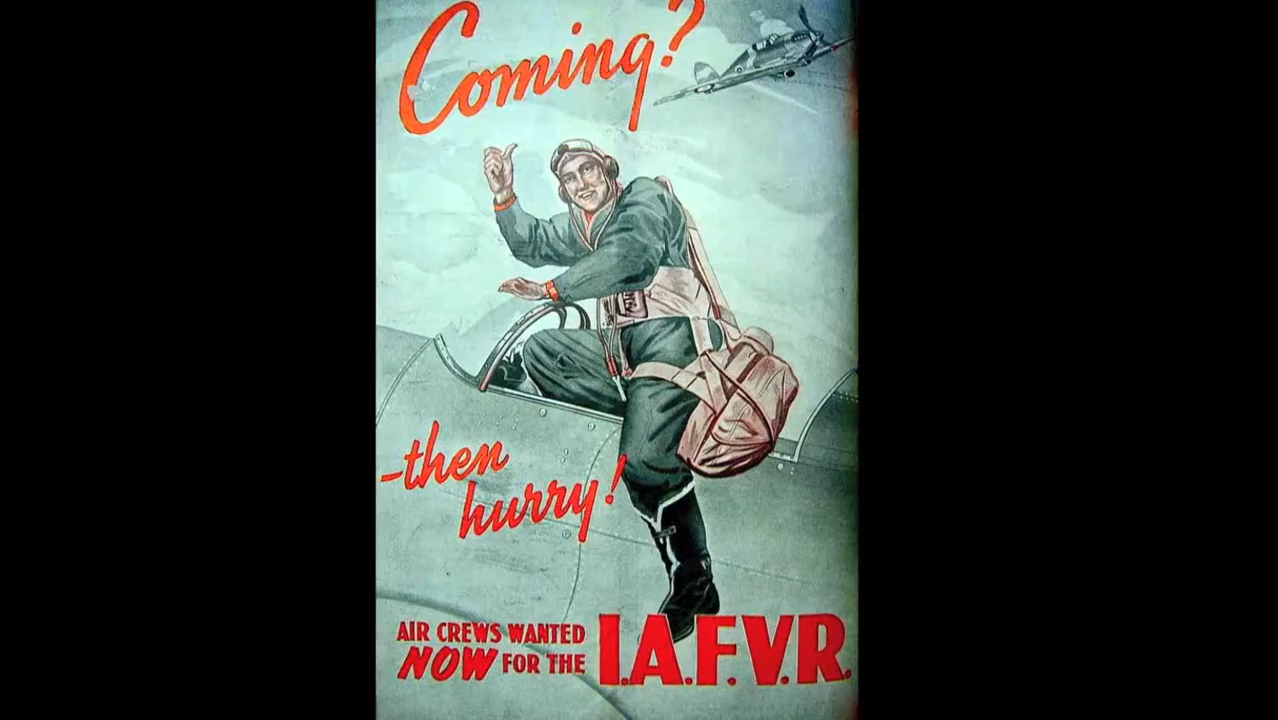 Coming?
-then
hurry!
AIR CREWS WANTED
NOW FOR THE I.A.F.V.R.